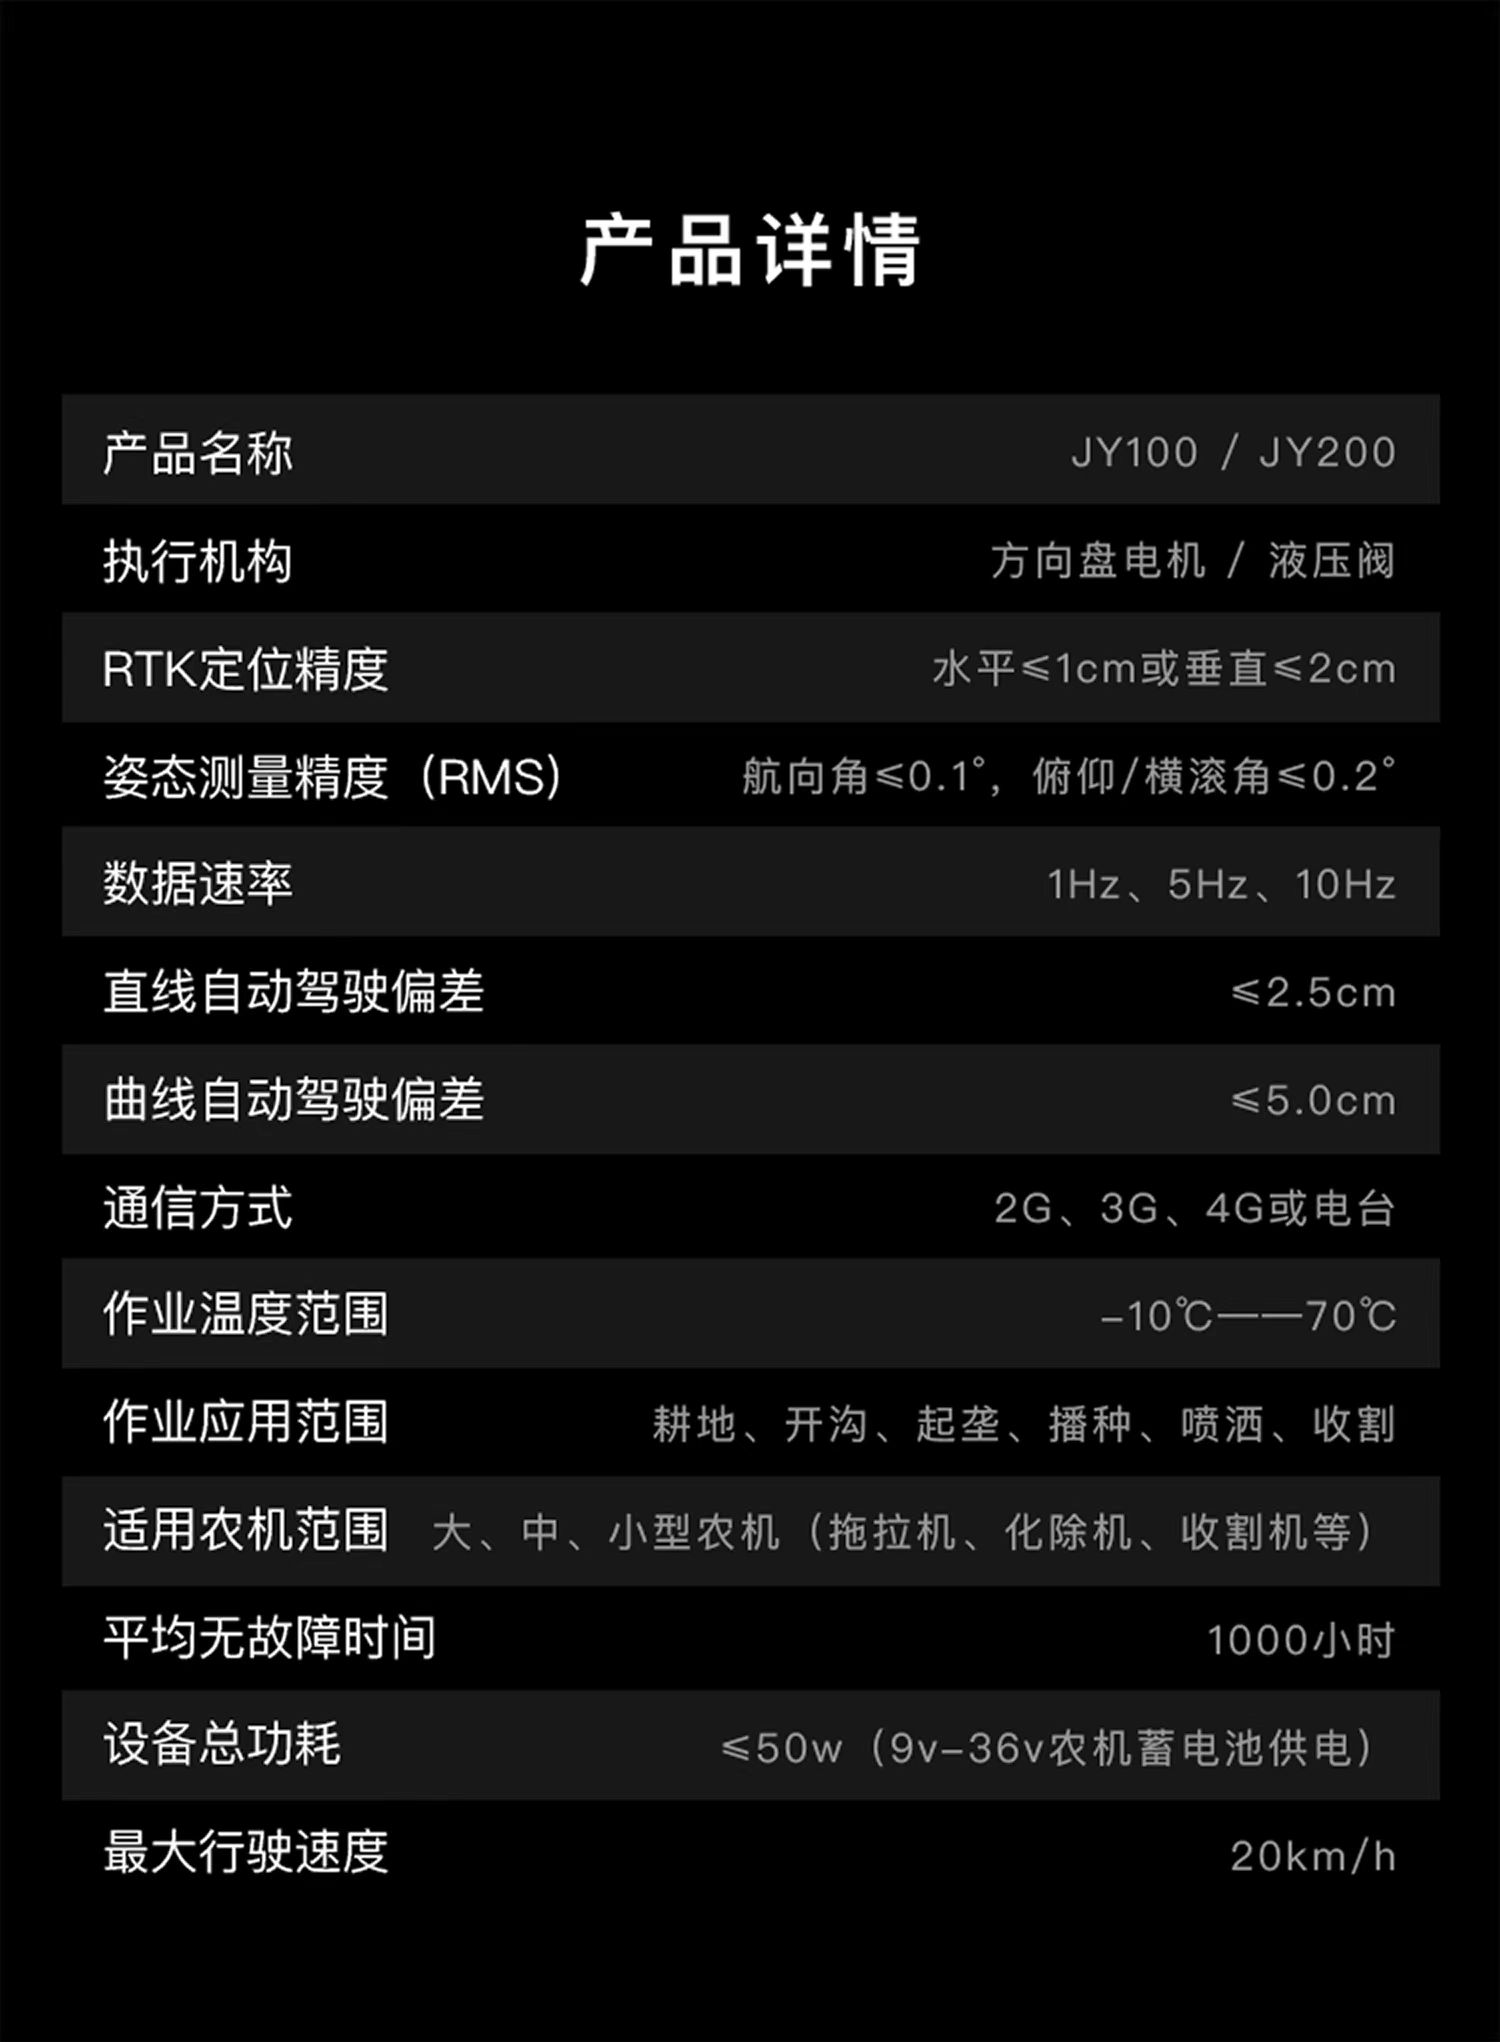 产品详情
产品名称 JY100 / JY200
执行机构 方向盘电机 / 液压阀
RTK定位精度 水平≤1cm或垂直≤2cm
姿态测量精度（RMS） 航向角≤0.1°，俯仰/横滚角≤0.2°
数据速率 1Hz、5Hz、10Hz
直线自动驾驶偏差 ≤2.5cm
曲线自动驾驶偏差 ≤5.0cm
通信方式 2G、3G、4G或电台
作业温度范围 –10℃——70℃
作业应用范围 耕地、开沟、起垄、播种、喷洒、收割
适用农机范围 大、中、小型农机（拖拉机、化除机、收割机等）
平均无故障时间 1000小时
设备总功耗 ≤50w（9v–36v农机蓄电池供电）
最大行驶速度 20km/h